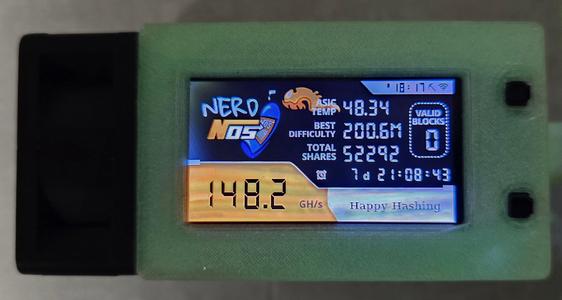 18:17
NERD
NOS
ASIC TEMP 48.34
BEST DIFFICULTY 200.6M
TOTAL SHARES 52292
VALID BLOCKS
0
7d 21:08:43
148.2 GH/s
Happy Hashing